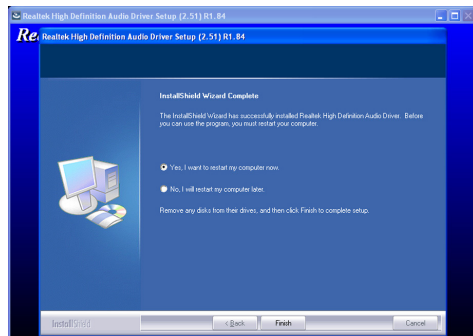 Realtek High Definition Audio Driver Setup (2.51) R1.84
Re
Realtek High Definition Audio Driver Setup (2.51) R1.84
InstallShield Wizard Complete
The InstallShield Wizard has successfully installed Realtek High Definition Audio Driver. Before
you can use the program, you must restart your computer.
Yes, I want to restart my computer now.
No, I will restart my computer later.
Remove any disks from their drives, and then click Finish to complete setup.
InstallShield
< Back
Finish
Cancel